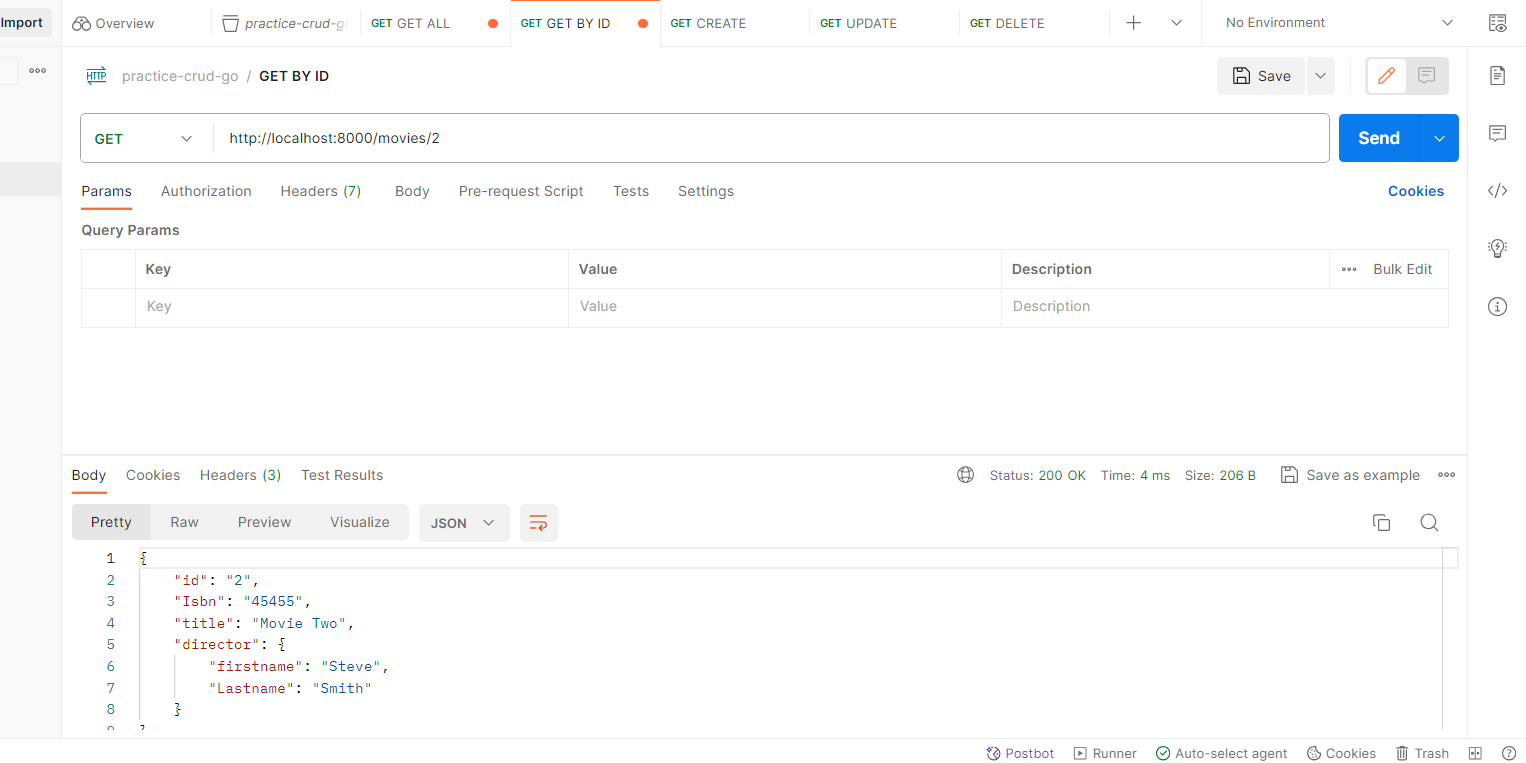 Import
Overview
practice-crud-go
GET GET ALL
GET GET BY ID
GET CREATE
GET UPDATE
GET DELETE
No Environment
HTTP practice-crud-go / GET BY ID
Save
GET
http://localhost:8000/movies/2
Send
Params Authorization Headers (7) Body Pre-request Script Tests Settings Cookies
Query Params
Key Value Description Bulk Edit
Key Value Description
Body Cookies Headers (3) Test Results Status: 200 OK Time: 4 ms Size: 206 B Save as example
Pretty Raw Preview Visualize JSON
1 {
2 "id": "2",
3 "Isbn": "45455",
4 "title": "Movie Two",
5 "director": {
6 "firstname": "Steve",
7 "Lastname": "Smith"
8 }
9 }
Postbot Runner Auto-select agent Cookies Trash